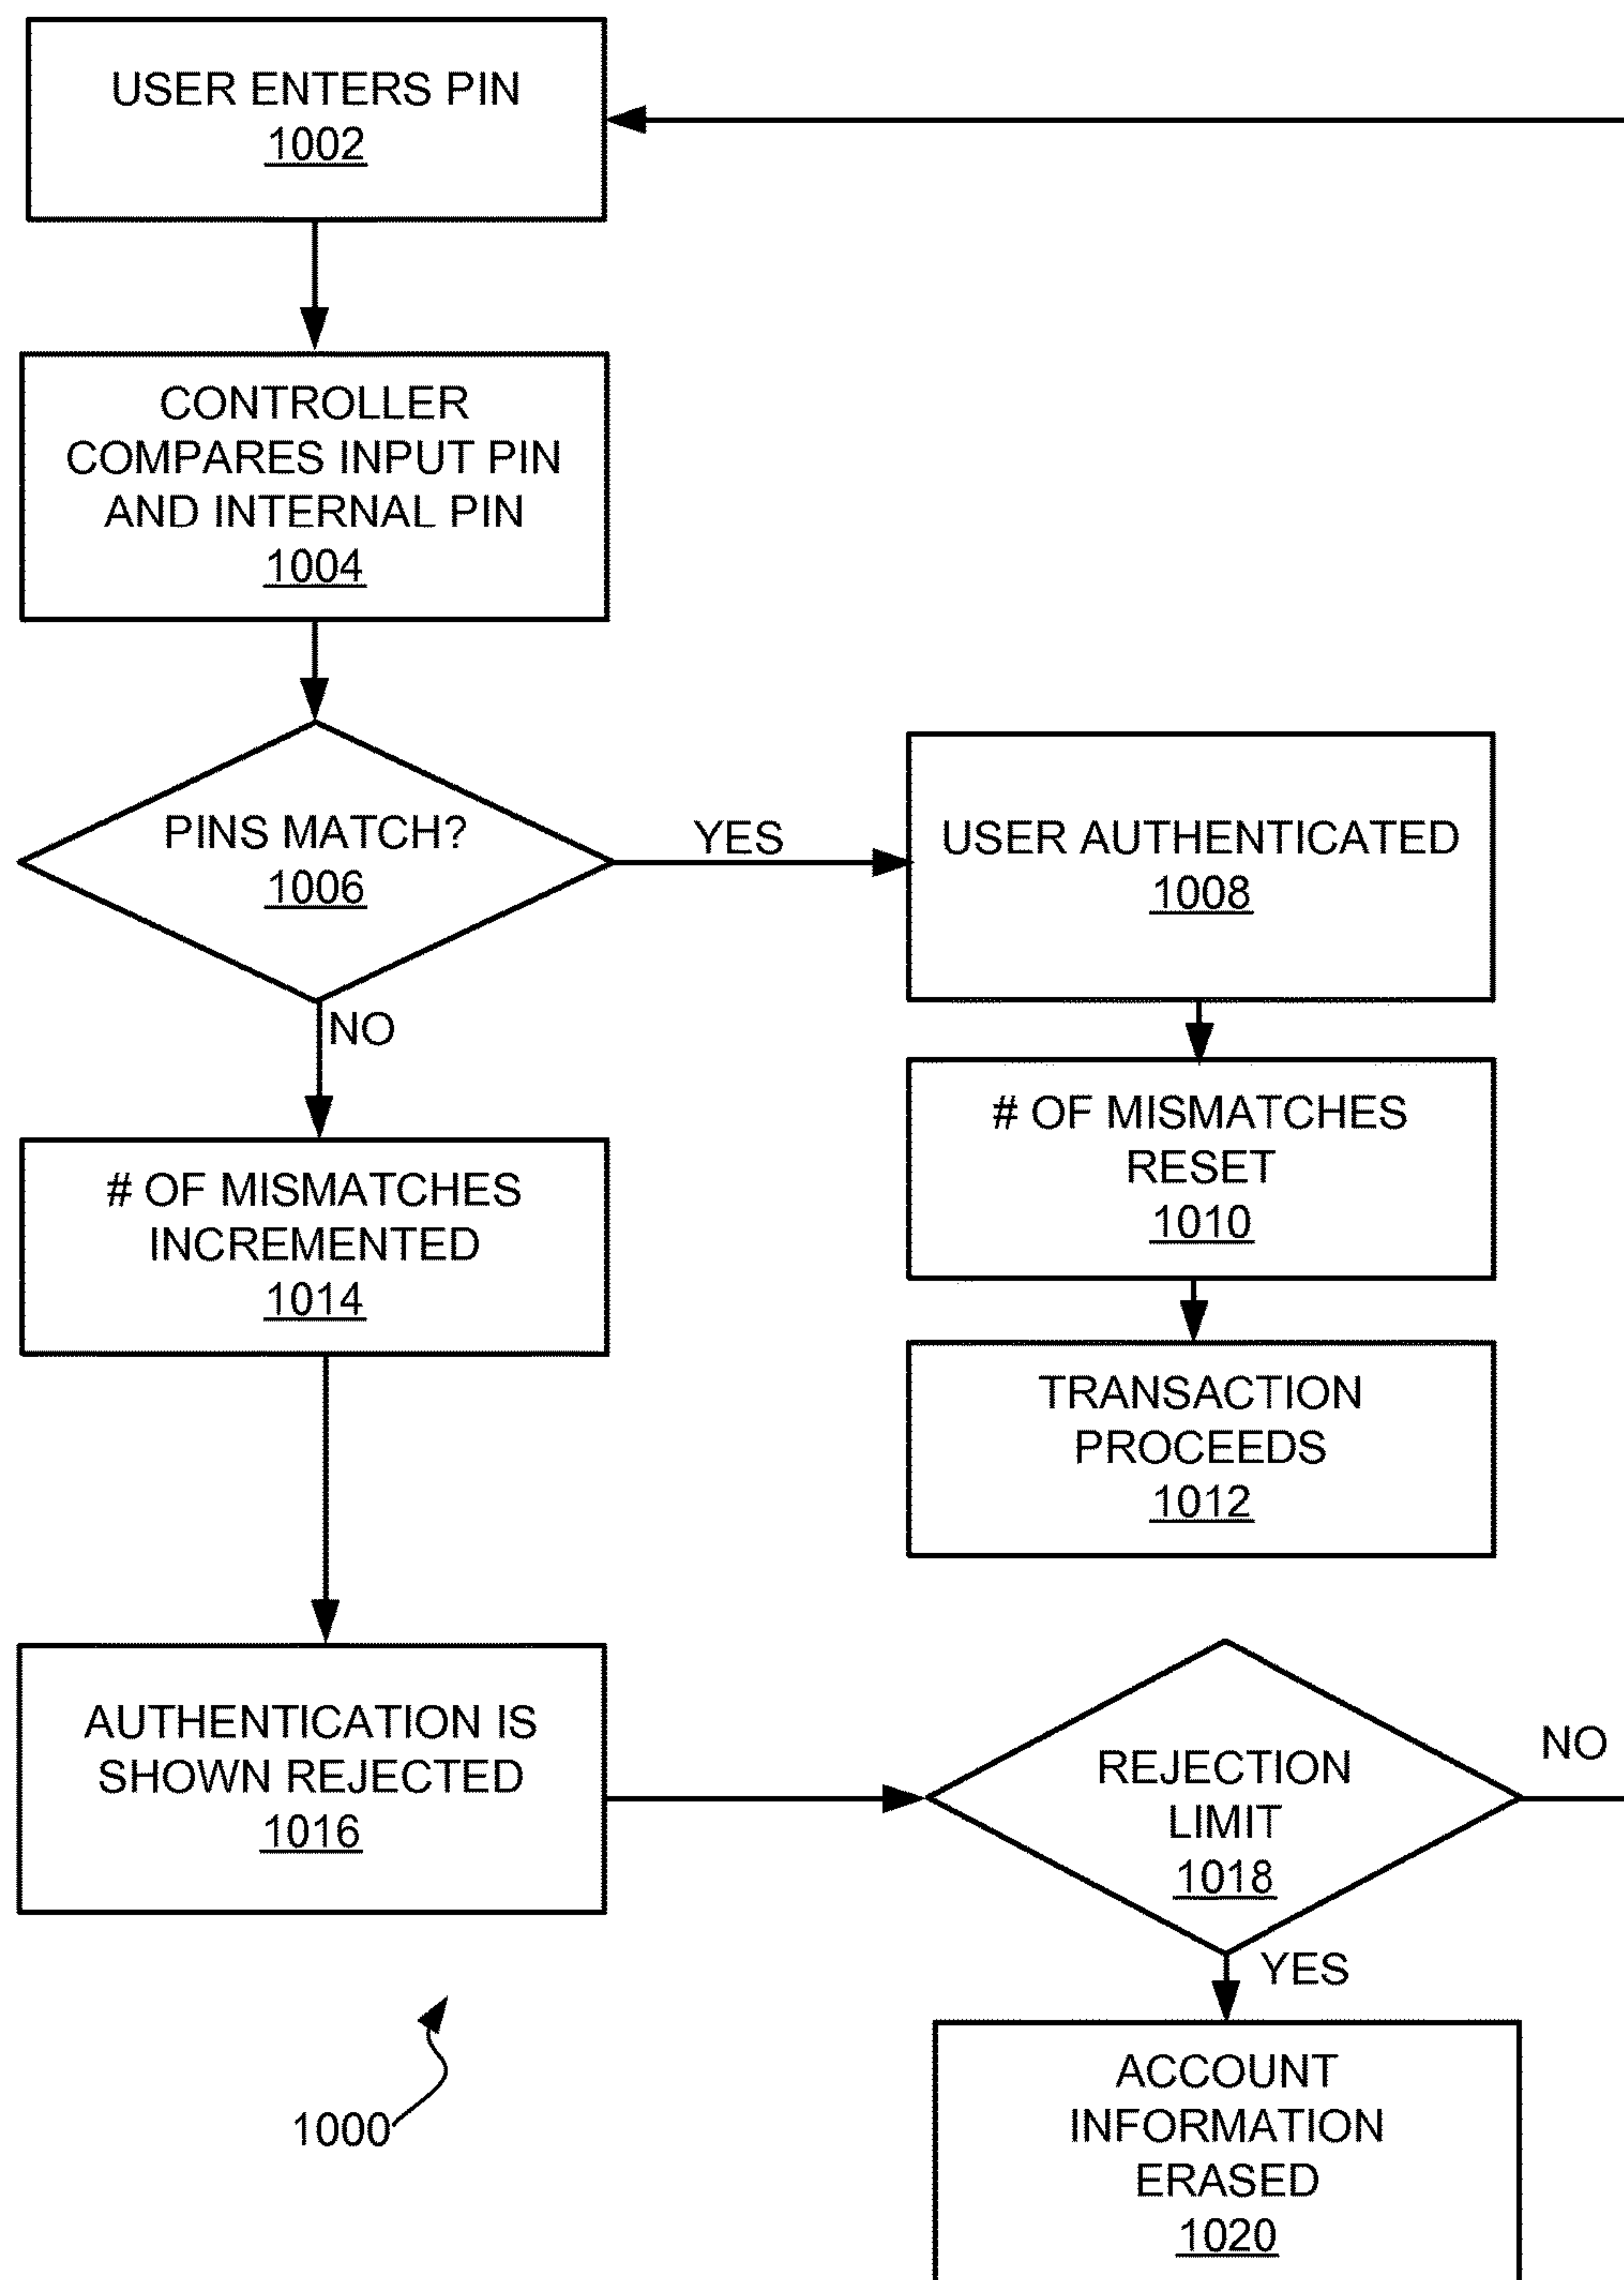 USER ENTERS PIN
1002
CONTROLLER
COMPARES INPUT PIN
AND INTERNAL PIN
1004
PINS MATCH?
1006
YES
USER AUTHENTICATED
1008
NO
# OF MISMATCHES
RESET
1010
# OF MISMATCHES
INCREMENTED
1014
TRANSACTION
PROCEEDS
1012
AUTHENTICATION IS
SHOWN REJECTED
1016
REJECTION
LIMIT
1018
NO
YES
ACCOUNT
INFORMATION
ERASED
1020
1000